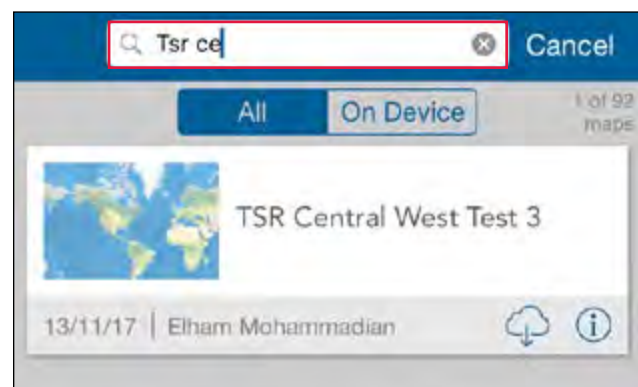 Tsr ce Cancel
All On Device 1 of 92
maps
TSR Central West Test 3
13/11/17 | Elham Mohammadian